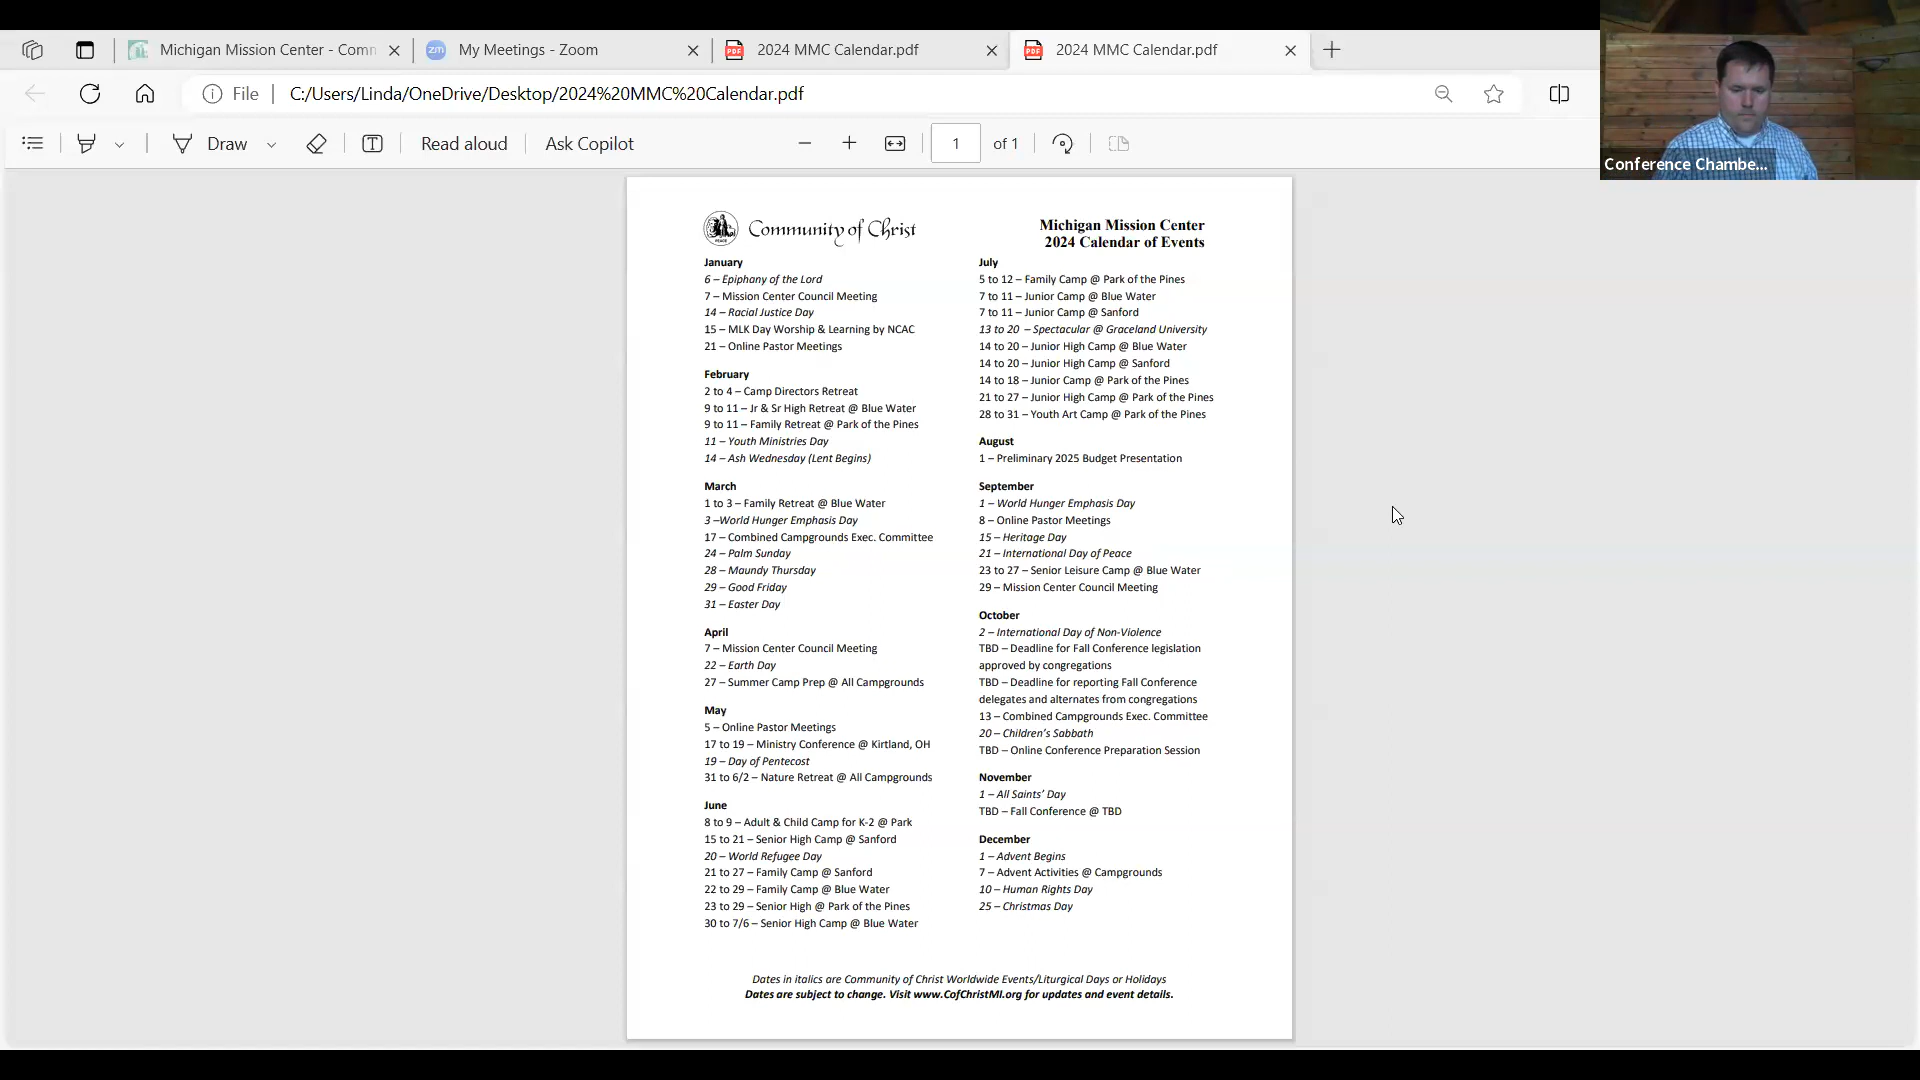 Michigan Mission Center - Comm
My Meetings - Zoom
2024 MMC Calendar.pdf
2024 MMC Calendar.pdf
File
C:/Users/Linda/OneDrive/Desktop/2024%20MMC%20Calendar.pdf
Draw
Read aloud
Ask Copilot
1
of 1
Conference Chambe...
PEACE
Community of Christ
Michigan Mission Center
2024 Calendar of Events
January
6 – Epiphany of the Lord
7 – Mission Center Council Meeting
14 – Racial Justice Day
15 – MLK Day Worship & Learning by NCAC
21 – Online Pastor Meetings
February
2 to 4 – Camp Directors Retreat
9 to 11 – Jr & Sr High Retreat @ Blue Water
9 to 11 – Family Retreat @ Park of the Pines
11 – Youth Ministries Day
14 – Ash Wednesday (Lent Begins)
March
1 to 3 – Family Retreat @ Blue Water
3 –World Hunger Emphasis Day
17 – Combined Campgrounds Exec. Committee
24 – Palm Sunday
28 – Maundy Thursday
29 – Good Friday
31 – Easter Day
April
7 – Mission Center Council Meeting
22 – Earth Day
27 – Summer Camp Prep @ All Campgrounds
May
5 – Online Pastor Meetings
17 to 19 – Ministry Conference @ Kirtland, OH
19 – Day of Pentecost
31 to 6/2 – Nature Retreat @ All Campgrounds
June
8 to 9 – Adult & Child Camp for K-2 @ Park
15 to 21 – Senior High Camp @ Sanford
20 – World Refugee Day
21 to 27 – Family Camp @ Sanford
22 to 29 – Family Camp @ Blue Water
23 to 29 – Senior High @ Park of the Pines
30 to 7/6 – Senior High Camp @ Blue Water
July
5 to 12 – Family Camp @ Park of the Pines
7 to 11 – Junior Camp @ Blue Water
7 to 11 – Junior Camp @ Sanford
13 to 20 – Spectacular @ Graceland University
14 to 20 – Junior High Camp @ Blue Water
14 to 20 – Junior High Camp @ Sanford
14 to 18 – Junior Camp @ Park of the Pines
21 to 27 – Junior High Camp @ Park of the Pines
28 to 31 – Youth Art Camp @ Park of the Pines
August
1 – Preliminary 2025 Budget Presentation
September
1 – World Hunger Emphasis Day
8 – Online Pastor Meetings
15 – Heritage Day
21 – International Day of Peace
23 to 27 – Senior Leisure Camp @ Blue Water
29 – Mission Center Council Meeting
October
2 – International Day of Non-Violence
TBD – Deadline for Fall Conference legislation
approved by congregations
TBD – Deadline for reporting Fall Conference
delegates and alternates from congregations
13 – Combined Campgrounds Exec. Committee
20 – Children's Sabbath
TBD – Online Conference Preparation Session
November
1 – All Saints' Day
TBD – Fall Conference @ TBD
December
1 – Advent Begins
7 – Advent Activities @ Campgrounds
10 – Human Rights Day
25 – Christmas Day
Dates in italics are Community of Christ Worldwide Events/Liturgical Days or Holidays
Dates are subject to change. Visit www.CofChristMI.org for updates and event details.